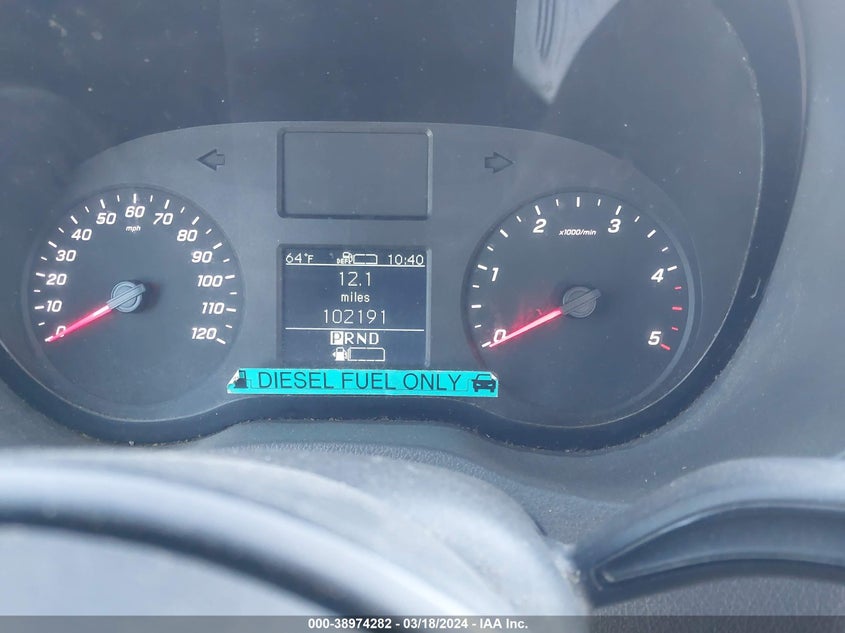 0 10 20 30 40 50 60 70 80 90 100 110 120
mph
64°F DEF 10:40
12.1
miles
102191
PRND
0 1 2 3 4 5
x1000/min
DIESEL FUEL ONLY
000-38974282 - 03/18/2024 - IAA Inc.